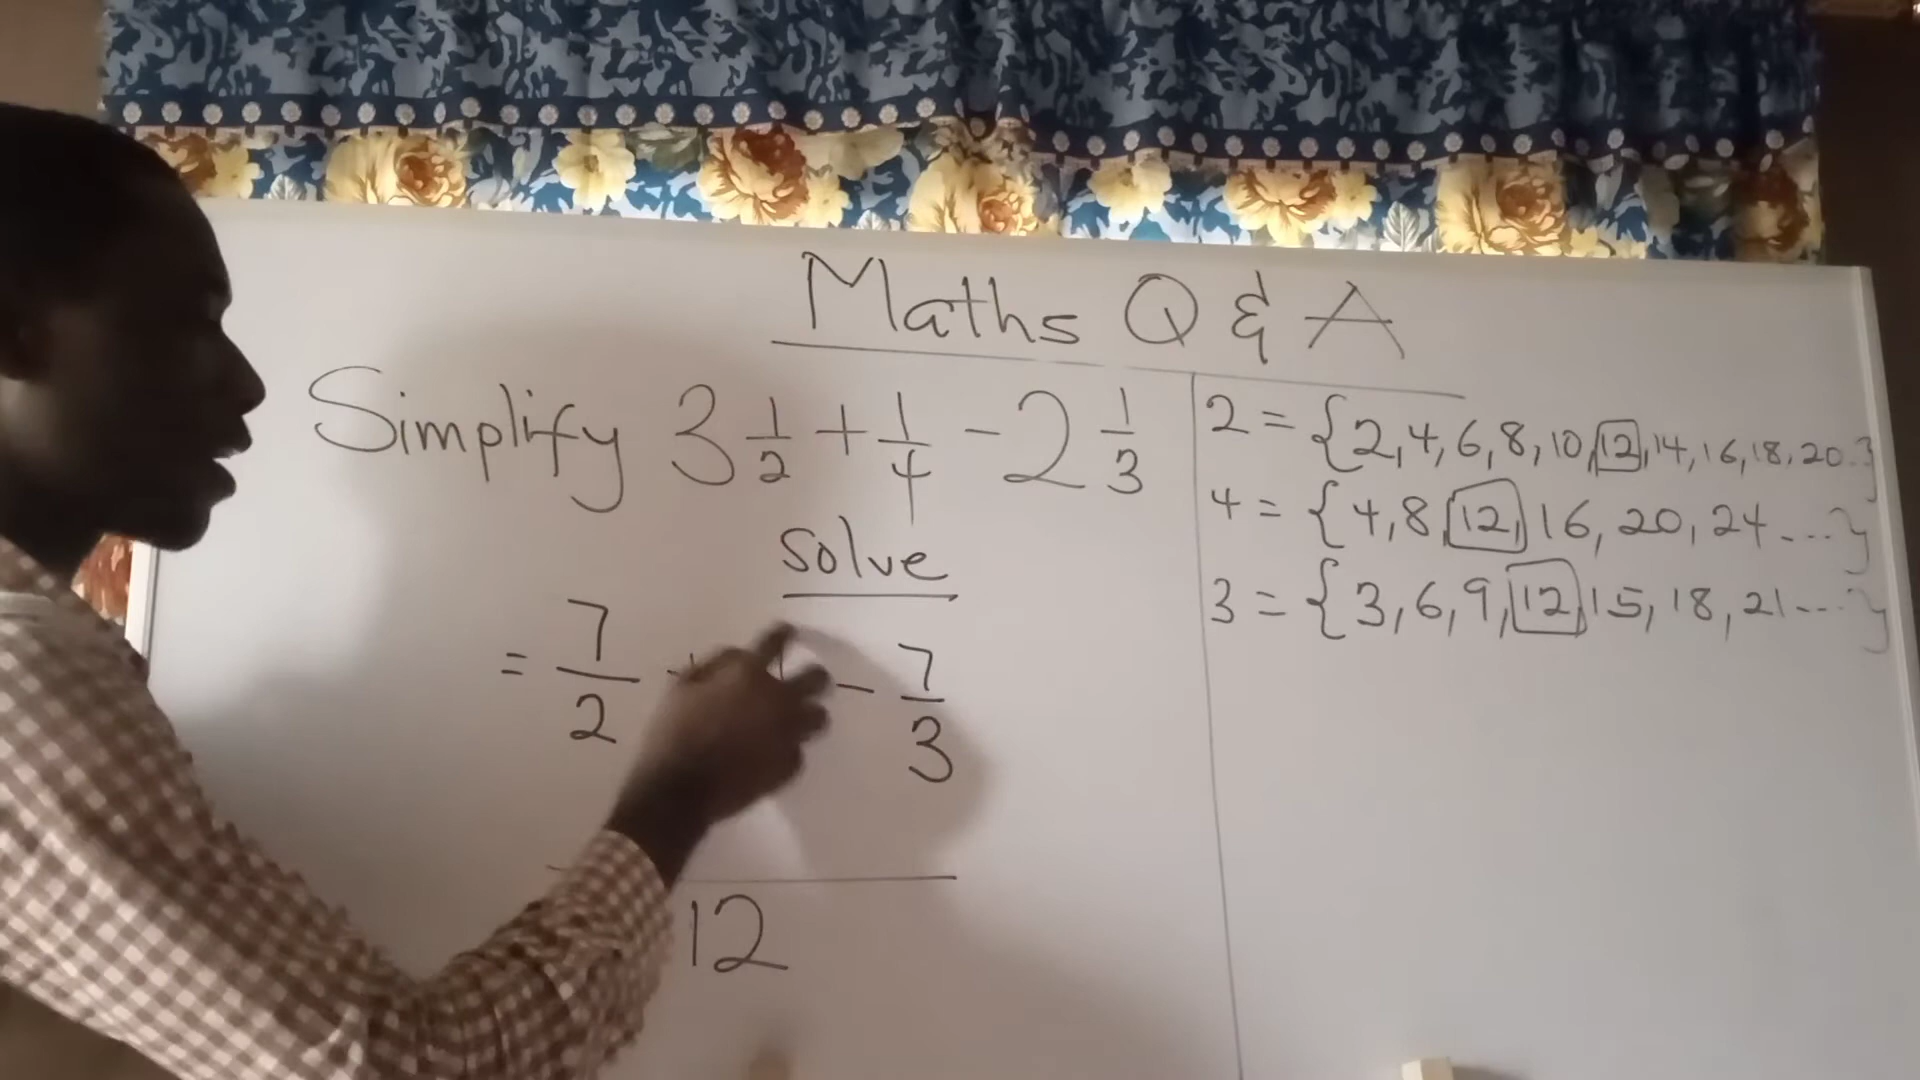 Maths Q & A
Simplify 3 1/2 + 1/4 - 2 1/3
solve
= 7/2 + - 7/3
12
2 = {2, 4, 6, 8, 10, 12, 14, 16, 18, 20..}
4 = {4, 8, 12, 16, 20, 24 ....}
3 = {3, 6, 9, 12, 15, 18, 21 ....}